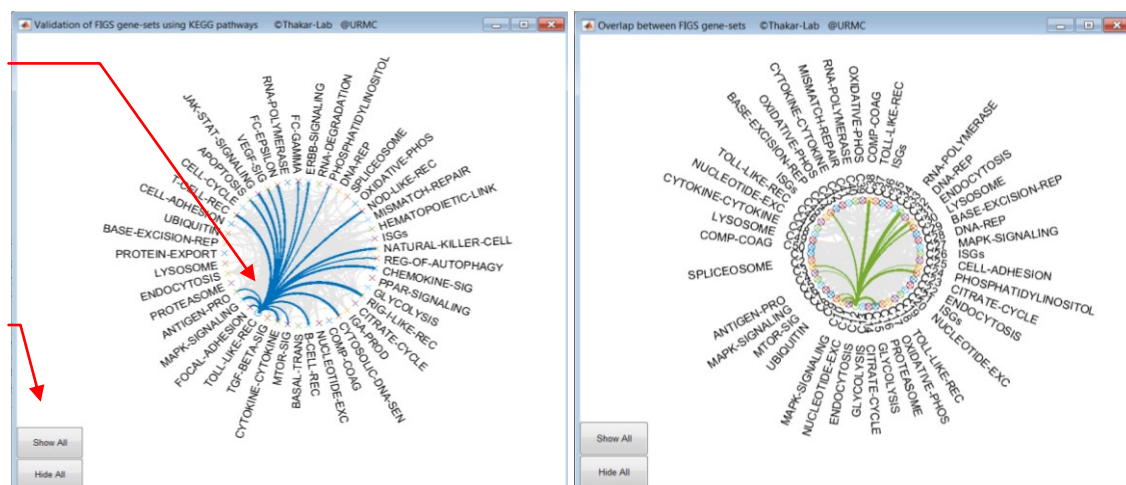 Validation of FIGS gene-sets using KEGG pathways ©Thakar-Lab @URMC
JAK-STAT-SIGNALING
VEGF-SIG
FC-EPSILON
RNA-POLYMERASE
FC-GAMMA
ERBB-SIGNALING
RNA-DEGRADATION
PHOSPHATIDYLINOSITOL
DNA-REP
SPLICEOSOME
OXIDATIVE-PHOS
NOD-LIKE-REC
MISMATCH-REPAIR
HEMATOPOIETIC-LINK
ISGs
NATURAL-KILLER-CELL
REG-OF-AUTOPHAGY
CHEMOKINE-SIG
PPAR-SIGNALING
GLYCOLYSIS
RIG-I-LIKE-REC
CITRATE-CYCLE
IGA-PROD
CYTOSOLIC-DNA-SEN
COMP-COAG
NUCLEOTIDE-EXC
B-CELL-REC
BASAL-TRANS
MTOR-SIG
CYTOKINE-CYTOKINE
TGF-BETA-SIG
TOLL-LIKE-REC
FOCAL-ADHESION
MAPK-SIGNALING
ANTIGEN-PRO
PROTEASOME
ENDOCYTOSIS
LYSOSOME
PROTEIN-EXPORT
BASE-EXCISION-REP
UBIQUITIN
CELL-ADHESION
T-CELL-REC
CELL-CYCLE
APOPTOSIS
Show All
Hide All
Overlap between FIGS gene-sets ©Thakar-Lab @URMC
CYTOKINE-CYTOKINE
MISMATCH-REPAIR
RNA-POLYMERASE
OXIDATIVE-PHOS
COMP-COAG
TOLL-LIKE-REC
ISGs
RNA-POLYMERASE
DNA-REP
ENDOCYTOSIS
LYSOSOME
BASE-EXCISION-REP
DNA-REP
MAPK-SIGNALING
ISGs
CELL-ADHESION
PHOSPHATIDYLINOSITOL
CITRATE-CYCLE
ENDOCYTOSIS
ISGs
NUCLEOTIDE-EXC
TOLL-LIKE-REC
OXIDATIVE-PHOS
PROTEASOME
GLYCOLYSIS
CITRATE-CYCLE
GLYCOLYSIS
ENDOCYTOSIS
NUCLEOTIDE-EXC
MAPK-SIGNALING
UBIQUITIN
MTOR-SIG
MAPK-SIGNALING
ANTIGEN-PRO
SPLICEOSOME
COMP-COAG
LYSOSOME
CYTOKINE-CYTOKINE
NUCLEOTIDE-EXC
TOLL-LIKE-REC
ISGs
BASE-EXCISION-REP
OXIDATIVE-PHOS
Show All
Hide All